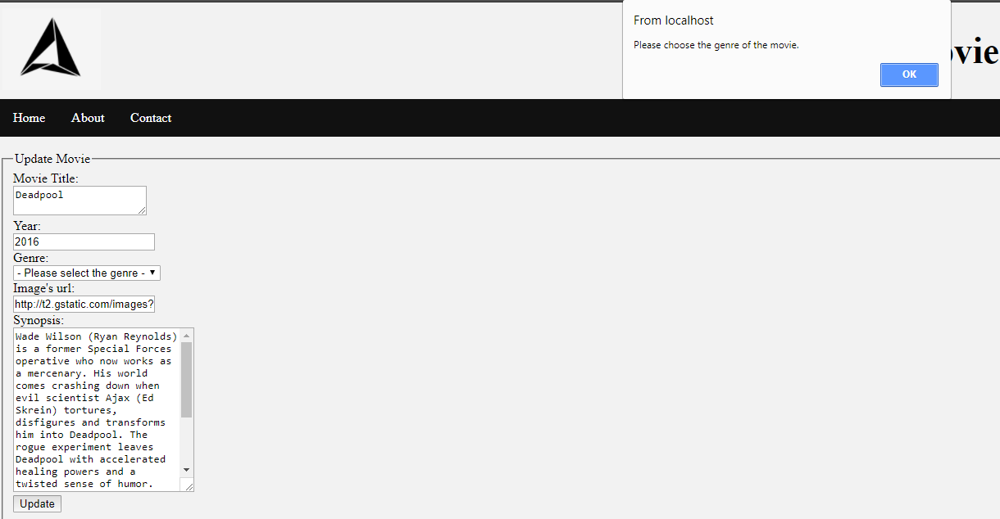 From localhost
Please choose the genre of the movie.
OK
Home About Contact
Update Movie
Movie Title:
Deadpool
Year:
2016
Genre:
- Please select the genre -
Image's url:
http://t2.gstatic.com/images?
Synopsis:
Wade Wilson (Ryan Reynolds)
is a former Special Forces
operative who now works as
a mercenary. His world
comes crashing down when
evil scientist Ajax (Ed
Skrein) tortures,
disfigures and transforms
him into Deadpool. The
rogue experiment leaves
Deadpool with accelerated
healing powers and a
twisted sense of humor.
Update